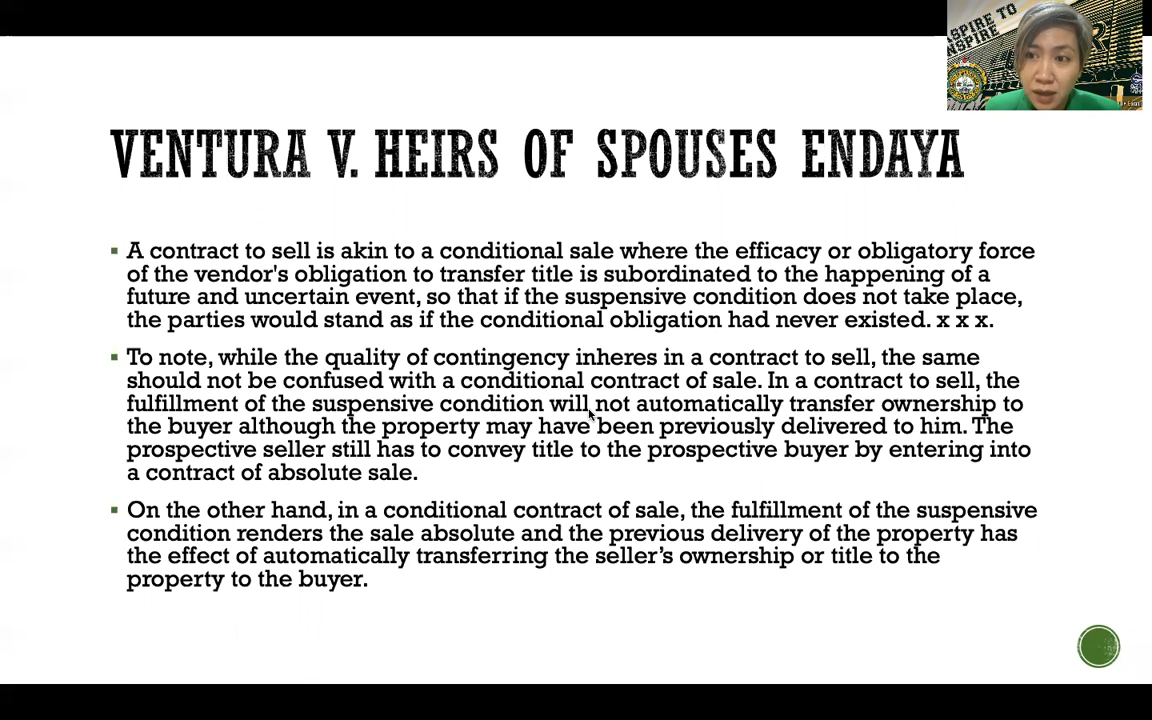 SPIRE TO
NSPIRE
VENTURA V. HEIRS OF SPOUSES ENDAYA
▪ A contract to sell is akin to a conditional sale where the efficacy or obligatory force
of the vendor's obligation to transfer title is subordinated to the happening of a
future and uncertain event, so that if the suspensive condition does not take place,
the parties would stand as if the conditional obligation had never existed. x x x.
▪ To note, while the quality of contingency inheres in a contract to sell, the same
should not be confused with a conditional contract of sale. In a contract to sell, the
fulfillment of the suspensive condition will not automatically transfer ownership to
the buyer although the property may have been previously delivered to him. The
prospective seller still has to convey title to the prospective buyer by entering into
a contract of absolute sale.
▪ On the other hand, in a conditional contract of sale, the fulfillment of the suspensive
condition renders the sale absolute and the previous delivery of the property has
the effect of automatically transferring the seller’s ownership or title to the
property to the buyer.